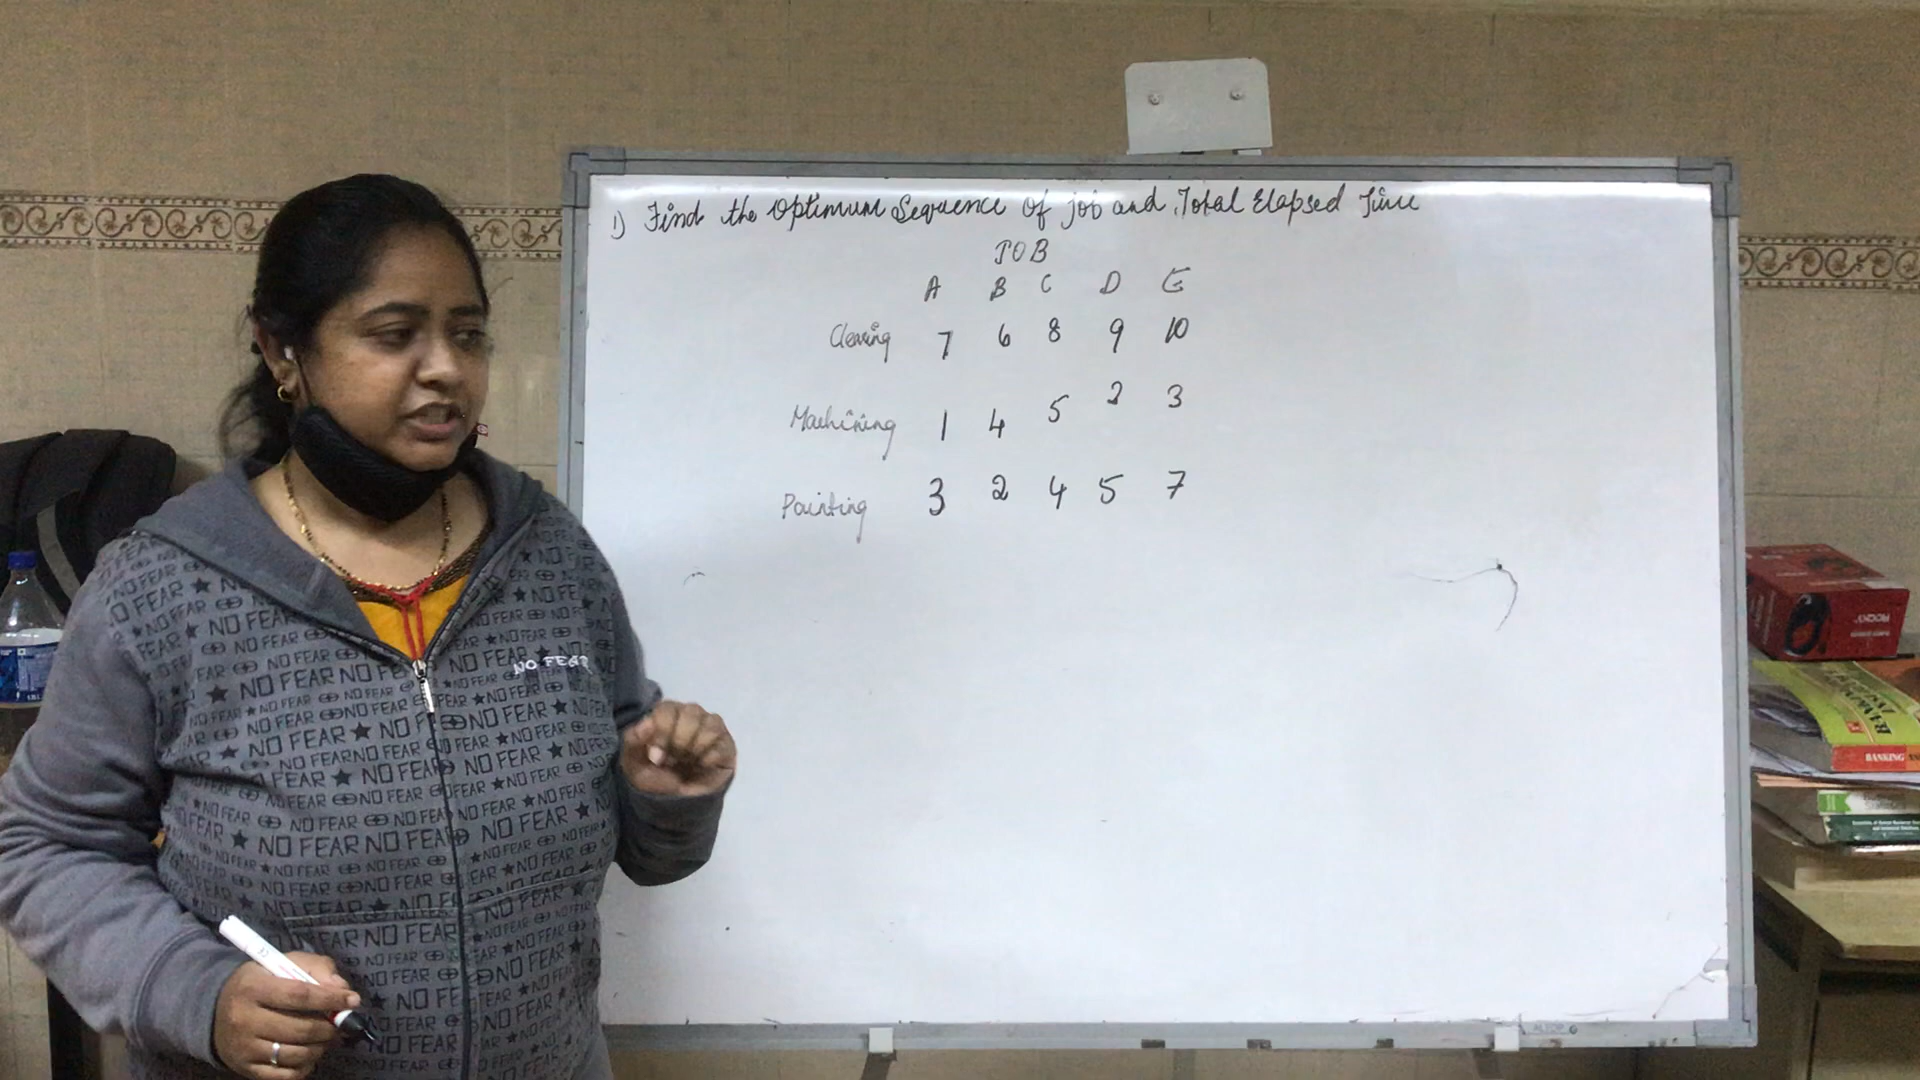 1) Find the Optimum Sequence of job and Total Elapsed Time
JOB
A B C D E
7 6 8 9 10
Machining 1 4 5 2 3
Painting 3 2 4 5 7
NO FEAR
BANKING